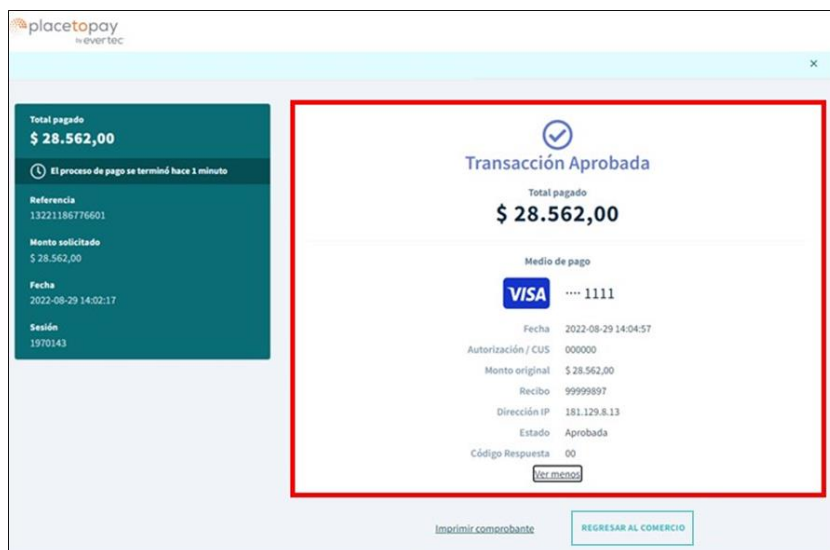 placetopay
by evertec
×
Total pagado
$ 28.562,00
El proceso de pago se terminó hace 1 minuto
Referencia
13221186776601
Monto solicitado
$ 28.562,00
Fecha
2022-08-29 14:02:17
Sesión
1970143
Transacción Aprobada
Total pagado
$ 28.562,00
Medio de pago
VISA ···· 1111
Fecha 2022-08-29 14:04:57
Autorización / CUS 000000
Monto original $ 28.562,00
Recibo 99999897
Dirección IP 181.129.8.13
Estado Aprobada
Código Respuesta 00
Ver menos
Imprimir comprobante
REGRESAR AL COMERCIO